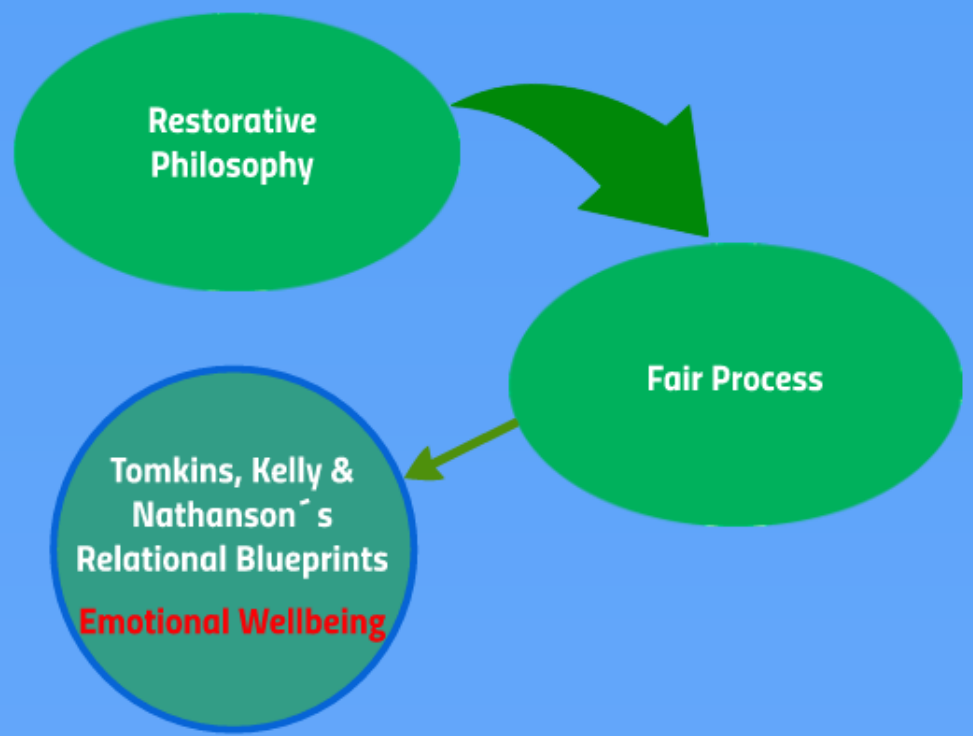 Restorative
Philosophy
Fair Process
Tomkins, Kelly &
Nathanson´s
Relational Blueprints
Emotional Wellbeing